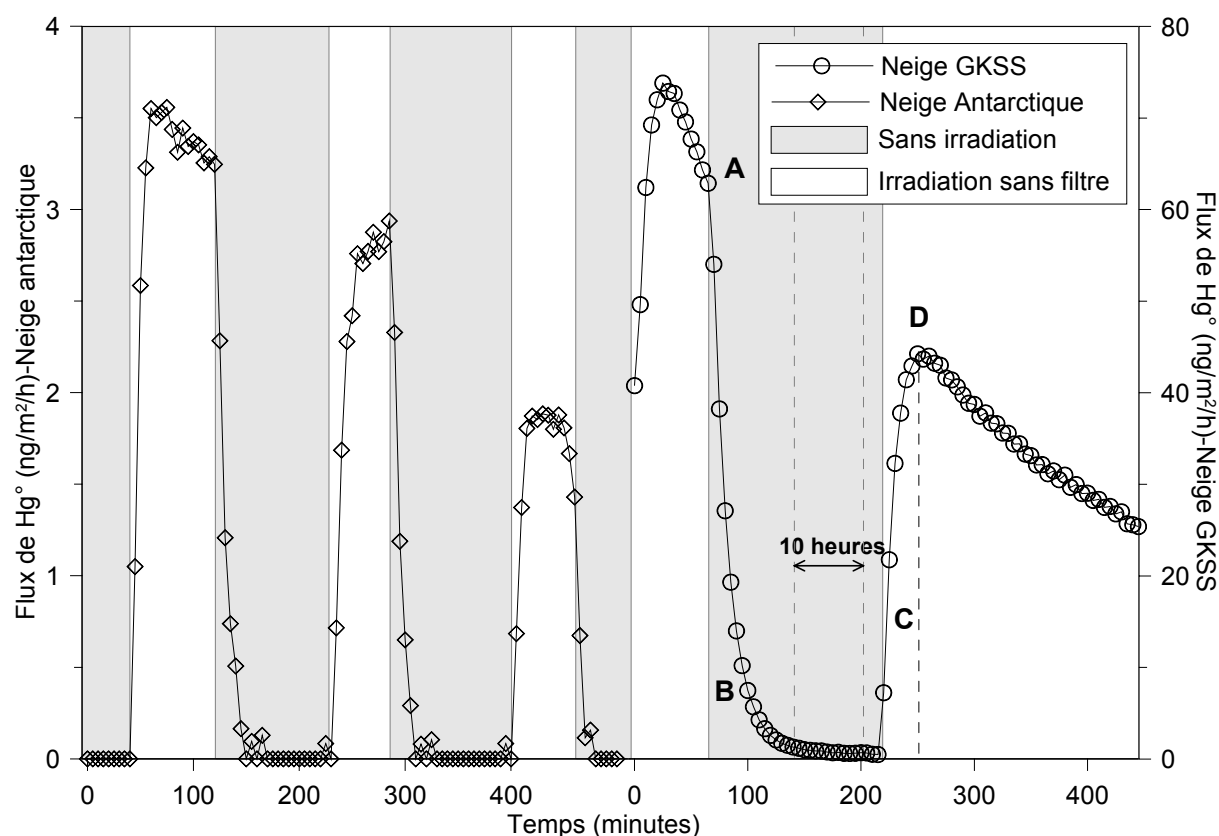 4
3
2
1
0
Flux de Hg° (ng/m²/h)-Neige antarctique
80
60
40
20
0
Flux de Hg° (ng/m²/h)-Neige GKSS
Neige GKSS
Neige Antarctique
Sans irradiation
Irradiation sans filtre
A
D
10 heures
C
B
0 100 200 300 400 0 100 200 300 400
Temps (minutes)